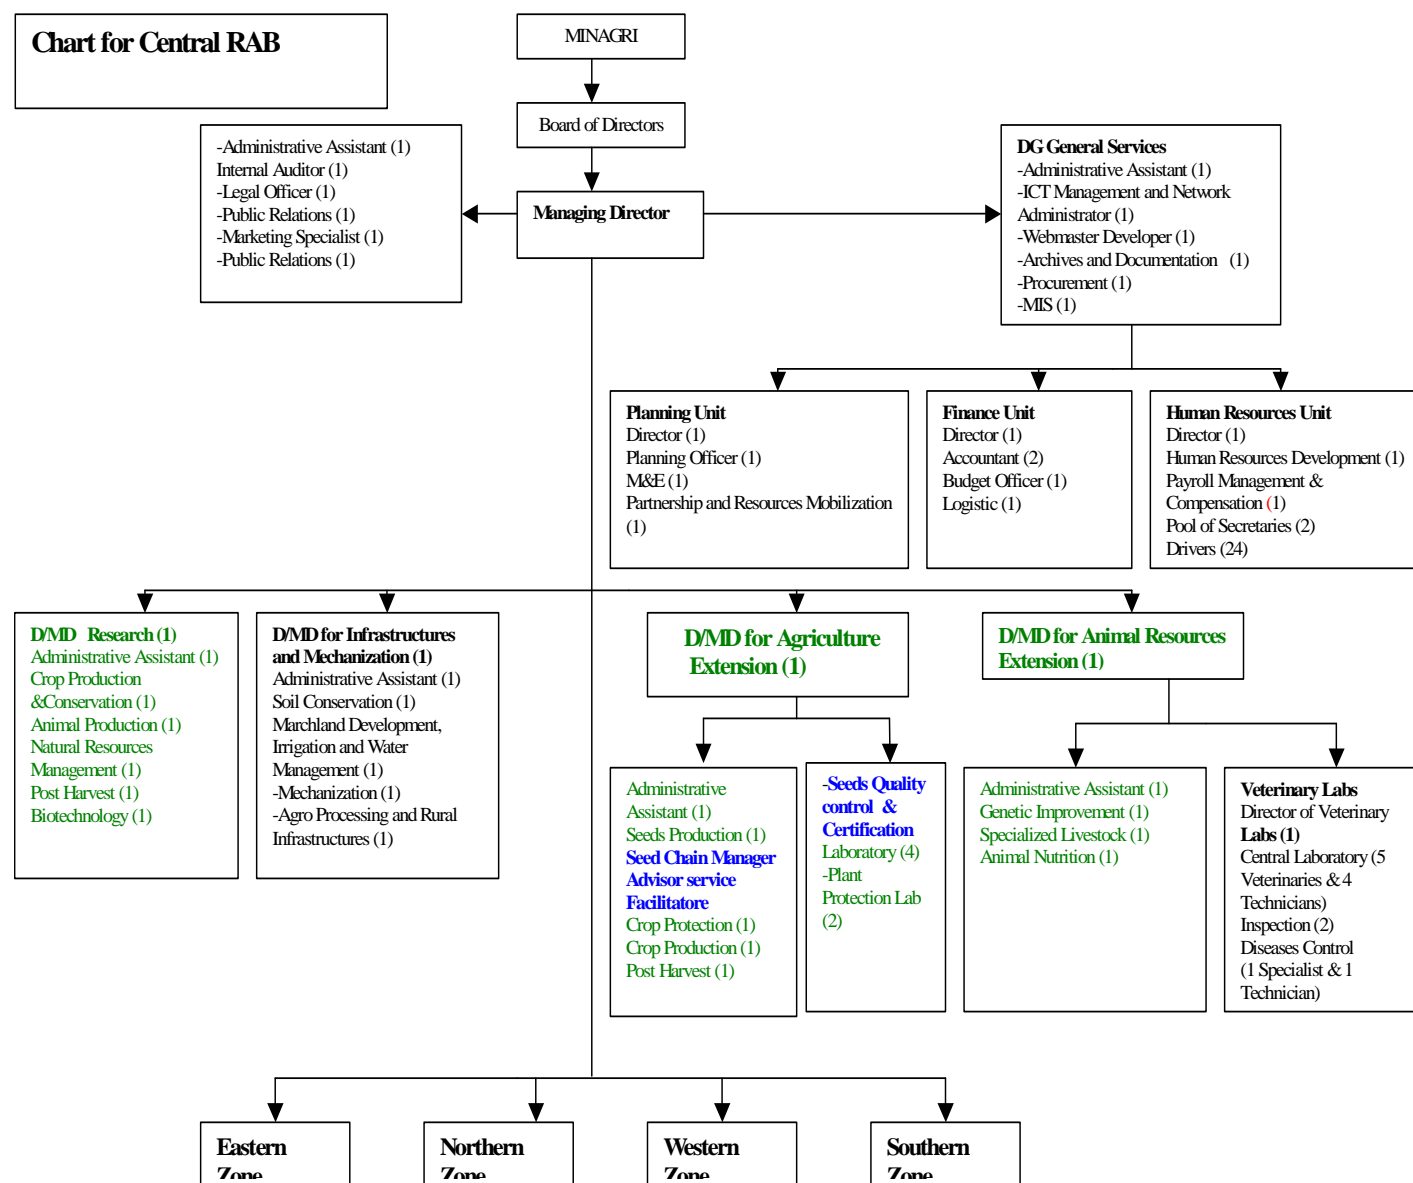 Chart for Central RAB
MINAGRI
Board of Directors
-Administrative Assistant (1)
Internal Auditor (1)
-Legal Officer (1)
-Public Relations (1)
-Marketing Specialist (1)
-Public Relations (1)
Managing Director
DG General Services
-Administrative Assistant (1)
-ICT Management and Network
Administrator (1)
-Webmaster Developer (1)
-Archives and Documentation (1)
-Procurement (1)
-MIS (1)
Planning Unit
Director (1)
Planning Officer (1)
M&E (1)
Partnership and Resources Mobilization
(1)
Finance Unit
Director (1)
Accountant (2)
Budget Officer (1)
Logistic (1)
Human Resources Unit
Director (1)
Human Resources Development (1)
Payroll Management &
Compensation (1)
Pool of Secretaries (2)
Drivers (24)
D/MD Research (1)
Administrative Assistant (1)
Crop Production
&Conservation (1)
Animal Production (1)
Natural Resources
Management (1)
Post Harvest (1)
Biotechnology (1)
D/MD for Infrastructures
and Mechanization (1)
Administrative Assistant (1)
Soil Conservation (1)
Marchland Development,
Irrigation and Water
Management (1)
-Mechanization (1)
-Agro Processing and Rural
Infrastructures (1)
D/MD for Agriculture
Extension (1)
D/MD for Animal Resources
Extension (1)
Administrative
Assistant (1)
Seeds Production (1)
Seed Chain Manager
Advisor service
Facilitatore
Crop Protection (1)
Crop Production (1)
Post Harvest (1)
-Seeds Quality
control &
Certification
Laboratory (4)
-Plant
Protection Lab
(2)
Administrative Assistant (1)
Genetic Improvement (1)
Specialized Livestock (1)
Animal Nutrition (1)
Veterinary Labs
Director of Veterinary
Labs (1)
Central Laboratory (5
Veterinaries & 4
Technicians)
Inspection (2)
Diseases Control
(1 Specialist & 1
Technician)
Eastern
Zone
Northern
Zone
Western
Zone
Southern
Zone